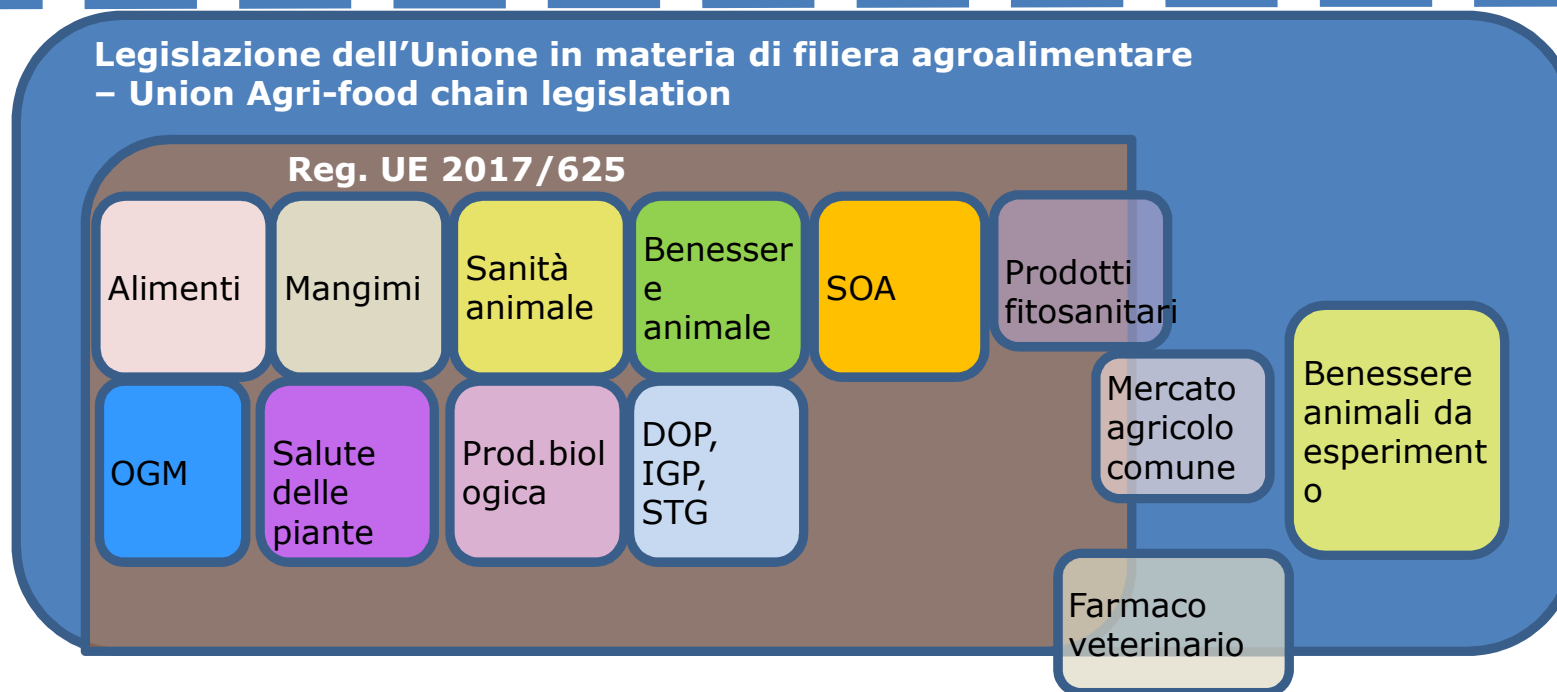 Legislazione dell’Unione in materia di filiera agroalimentare
– Union Agri-food chain legislation
Reg. UE 2017/625
Alimenti
Mangimi
Sanità
animale
Benesser
e
animale
SOA
Prodotti
fitosanitari
OGM
Salute
delle
piante
Prod.biol
ogica
DOP,
IGP,
STG
Mercato
agricolo
comune
Benessere
animali da
esperiment
o
Farmaco
veterinario